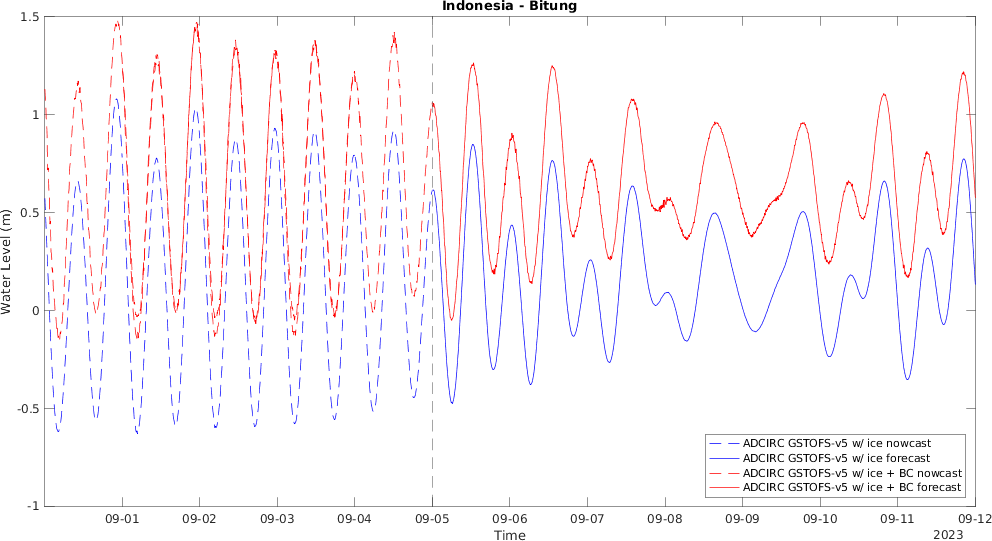 Indonesia - Bitung
1.5
1
0.5
0
-0.5
-1
Water Level (m)
09-01 09-02 09-03 09-04 09-05 09-06 09-07 09-08 09-09 09-10 09-11 09-12
Time
2023
ADCIRC GSTOFS-v5 w/ ice nowcast
ADCIRC GSTOFS-v5 w/ ice forecast
ADCIRC GSTOFS-v5 w/ ice + BC nowcast
ADCIRC GSTOFS-v5 w/ ice + BC forecast